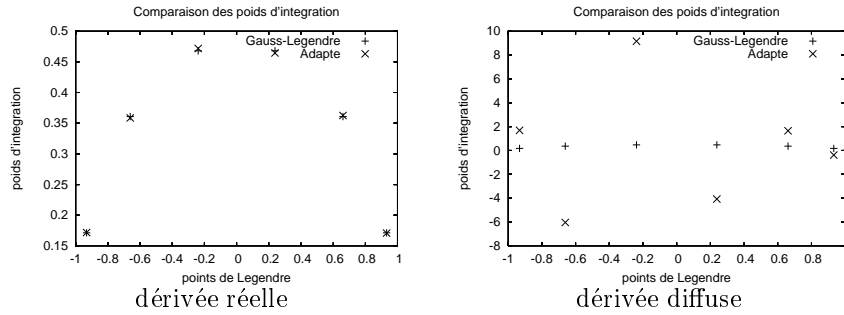 Comparaison des poids d'integration
0.5
0.45
0.4
0.35
0.3
0.25
0.2
0.15
Gauss-Legendre
Adapte
poids d'integration
-1 -0.8 -0.6 -0.4 -0.2 0 0.2 0.4 0.6 0.8 1
points de Legendre
dérivée réelle
Comparaison des poids d'integration
10
8
6
4
2
0
-2
-4
-6
-8
Gauss-Legendre
Adapte
poids d'integration
-1 -0.8 -0.6 -0.4 -0.2 0 0.2 0.4 0.6 0.8
points de Legendre
dérivée diffuse